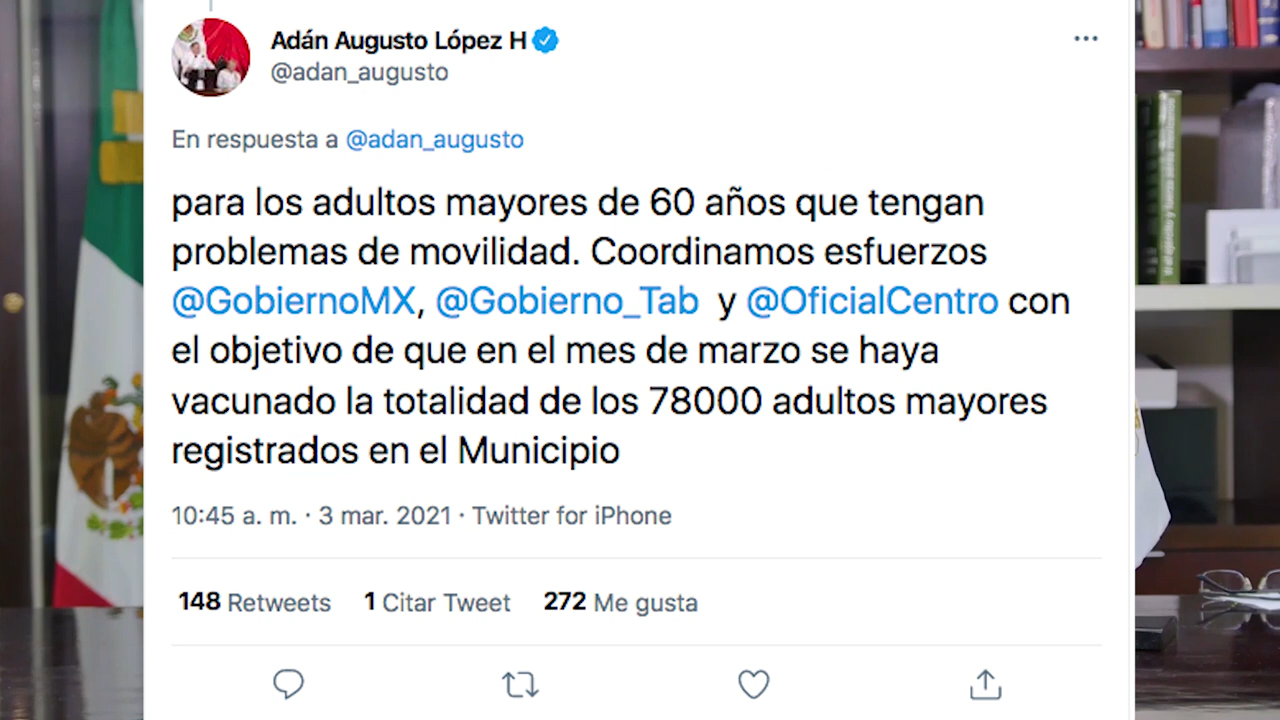 Adán Augusto López H
@adan_augusto
En respuesta a @adan_augusto
para los adultos mayores de 60 años que tengan
problemas de movilidad. Coordinamos esfuerzos
@GobiernoMX, @Gobierno_Tab y @OficialCentro con
el objetivo de que en el mes de marzo se haya
vacunado la totalidad de los 78000 adultos mayores
registrados en el Municipio
10:45 a. m. · 3 mar. 2021 · Twitter for iPhone
148 Retweets 1 Citar Tweet 272 Me gusta